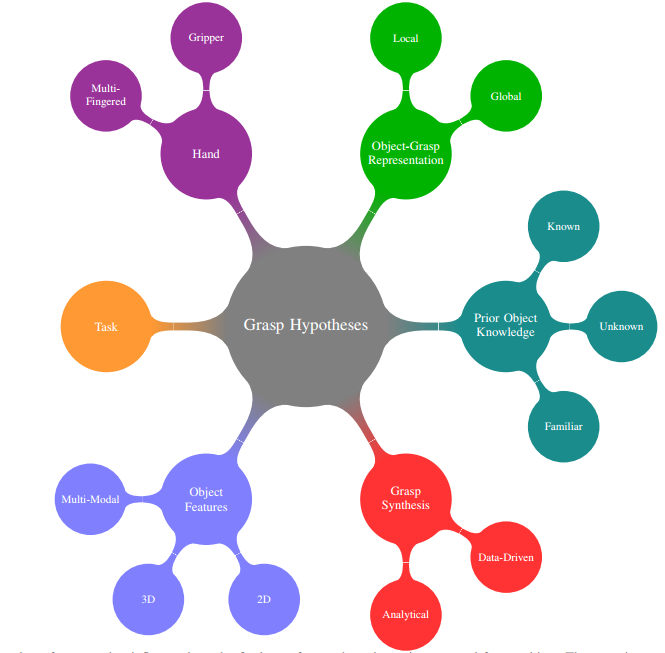 Gripper
Local
Multi-
Fingered
Global
Hand
Object-Grasp
Representation
Known
Grasp Hypotheses
Prior Object
Knowledge
Unknown
Task
Familiar
Multi-Modal
Object
Features
Grasp
Synthesis
Data-Driven
3D
2D
Analytical